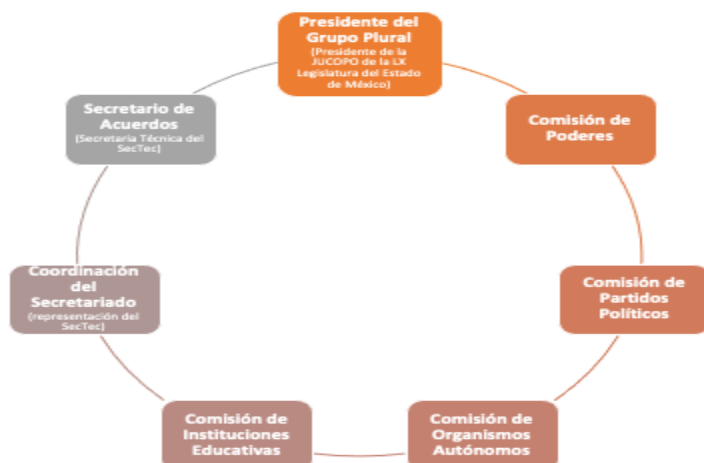 Presidente del
Grupo Plural
(Presidente de la
JUCOPO de la LX
Legislatura del Estado
de México)
Comisión de
Poderes
Comisión de
Partidos
Políticos
Comisión de
Organismos
Autónomos
Comisión de
Instituciones
Educativas
Coordinación
del
Secretariado
(representación del
SecTec)
Secretario de
Acuerdos
(Secretaria Técnica del
SecTec)